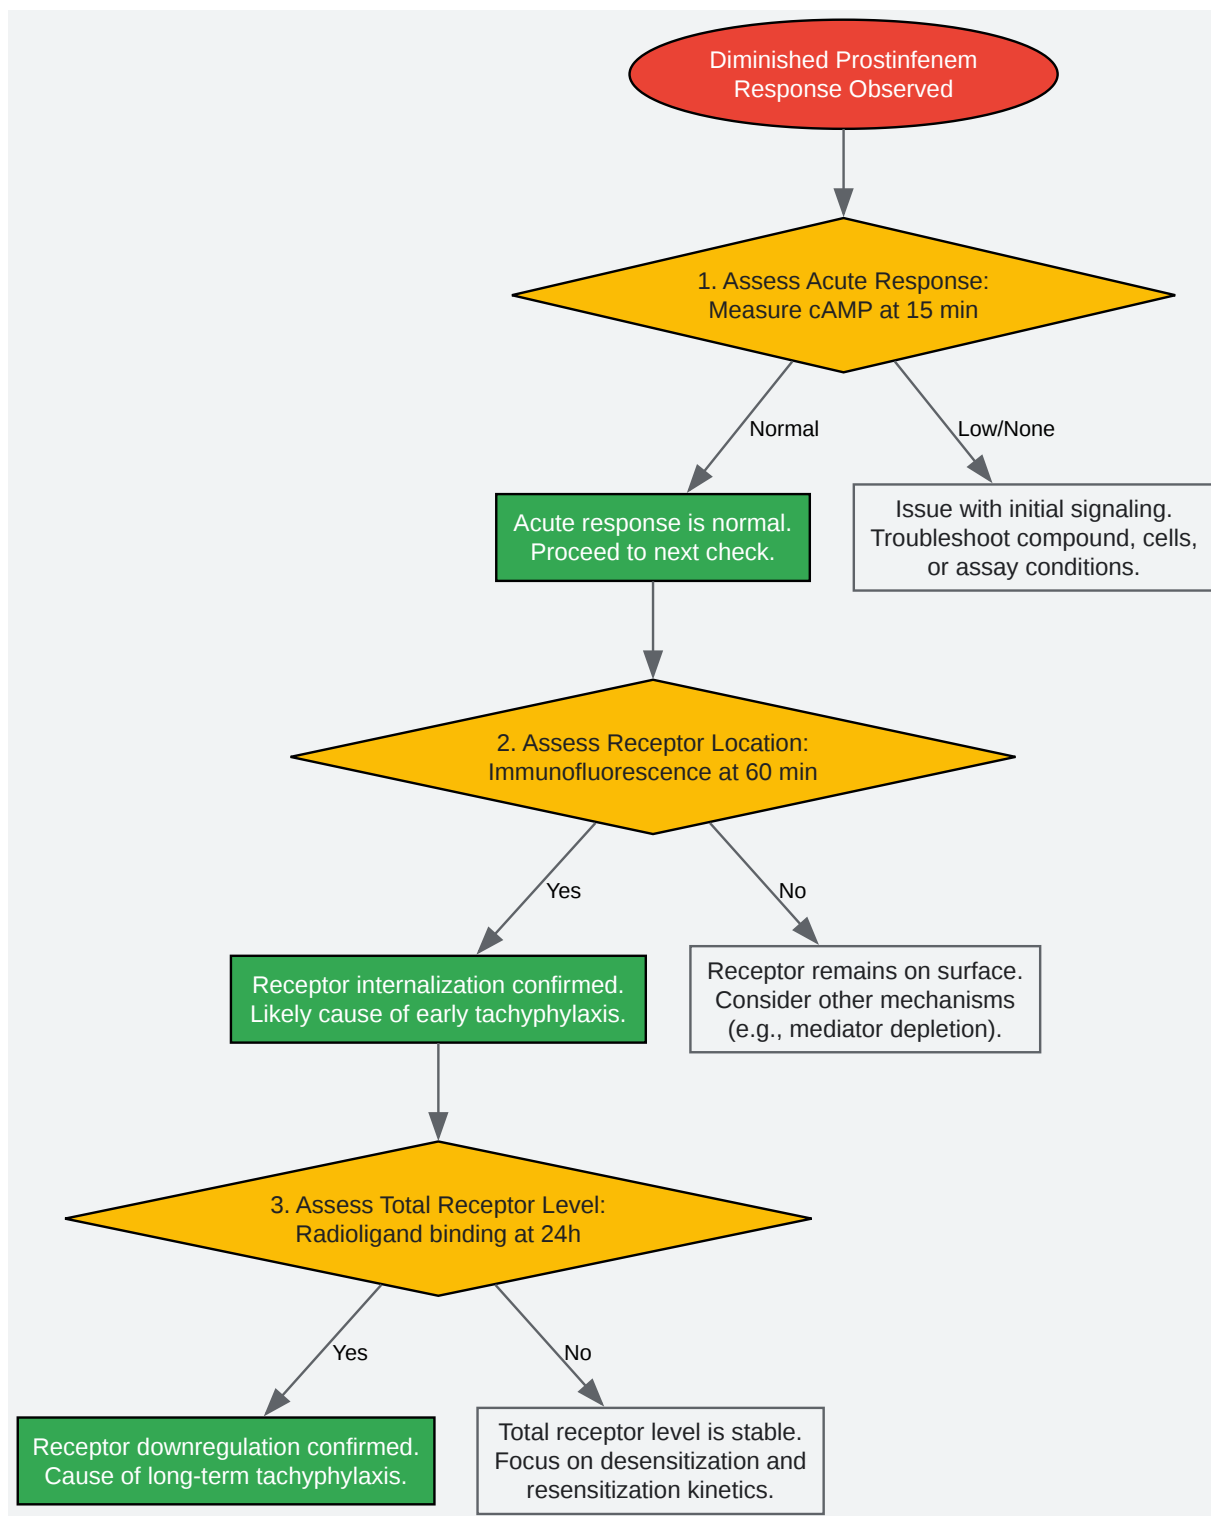 Diminished Prostinfenem
Response Observed
1. Assess Acute Response:
Measure cAMP at 15 min
Normal
Low/None
Acute response is normal.
Proceed to next check.
Issue with initial signaling.
Troubleshoot compound, cells,
or assay conditions.
2. Assess Receptor Location:
Immunofluorescence at 60 min
Yes
No
Receptor internalization confirmed.
Likely cause of early tachyphylaxis.
Receptor remains on surface.
Consider other mechanisms
(e.g., mediator depletion).
3. Assess Total Receptor Level:
Radioligand binding at 24h
Yes
No
Receptor downregulation confirmed.
Cause of long-term tachyphylaxis.
Total receptor level is stable.
Focus on desensitization and
resensitization kinetics.